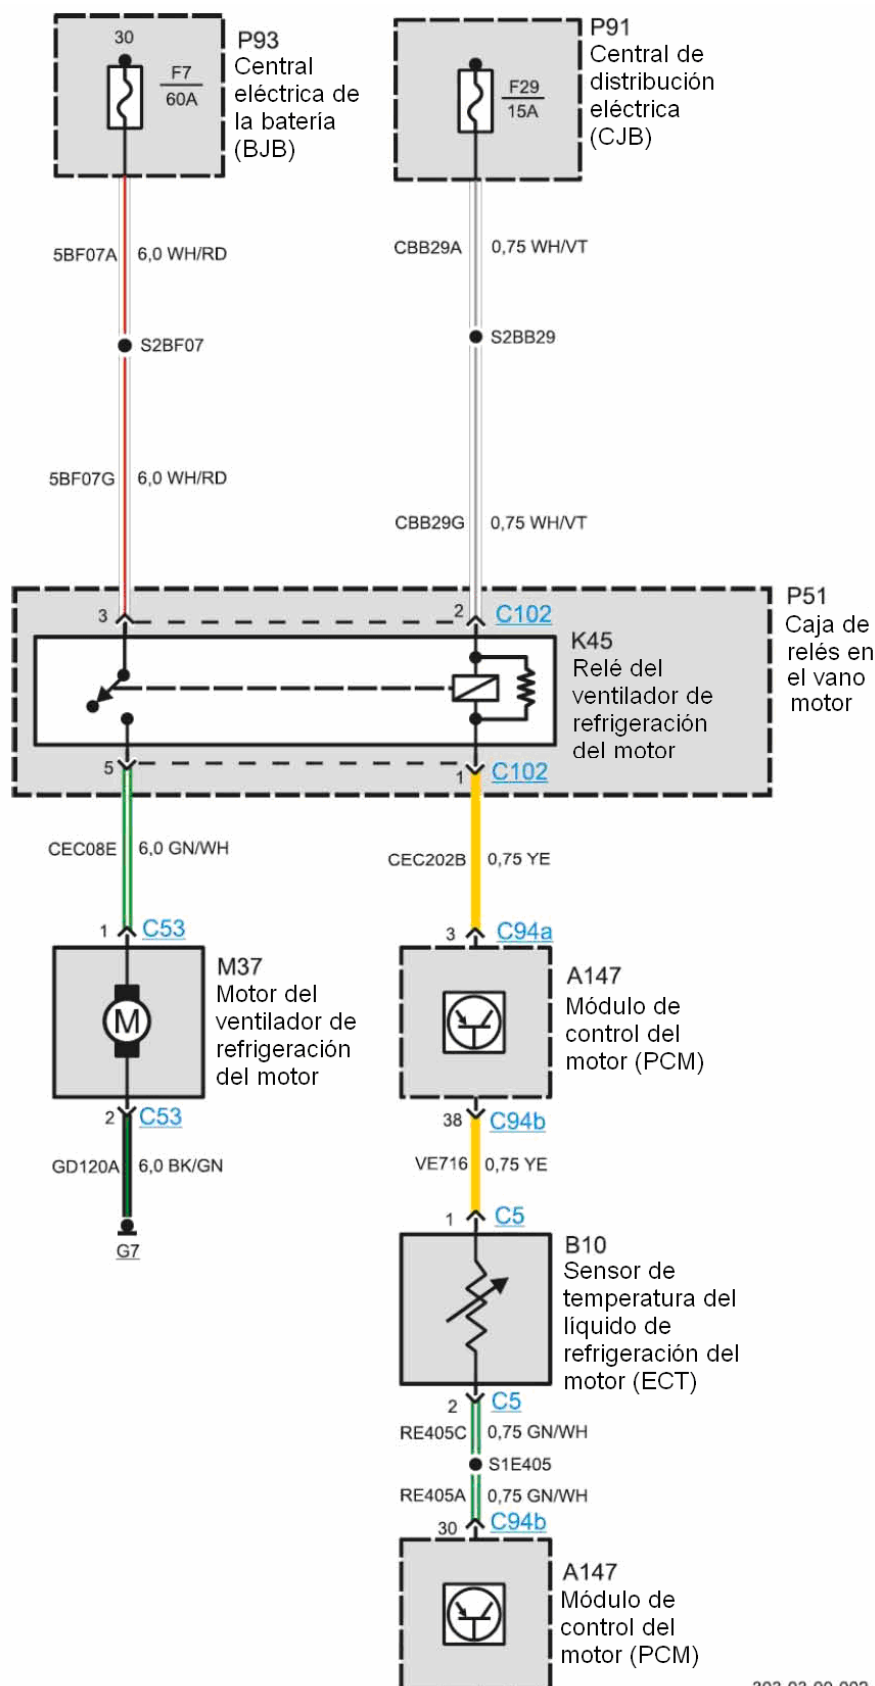 30
F7
60A
P93
Central
eléctrica de
la batería
(BJB)
F29
15A
P91
Central de
distribución
eléctrica
(CJB)
5BF07A 6,0 WH/RD
CBB29A 0,75 WH/VT
S2BF07
S2BB29
5BF07G 6,0 WH/RD
CBB29G 0,75 WH/VT
P51
Caja de
relés en
el vano
motor
3
2 C102
K45
Relé del
ventilador de
refrigeración
del motor
5
1 C102
CEC08E 6,0 GN/WH
CEC202B 0,75 YE
1 C53
3 C94a
M37
Motor del
ventilador de
refrigeración
del motor
M
A147
Módulo de
control del
motor (PCM)
2 C53
38 C94b
GD120A 6,0 BK/GN
VE716 0,75 YE
G7
1 C5
B10
Sensor de
temperatura del
líquido de
refrigeración del
motor (ECT)
2 C5
RE405C 0,75 GN/WH
S1E405
RE405A 0,75 GN/WH
30 C94b
A147
Módulo de
control del
motor (PCM)